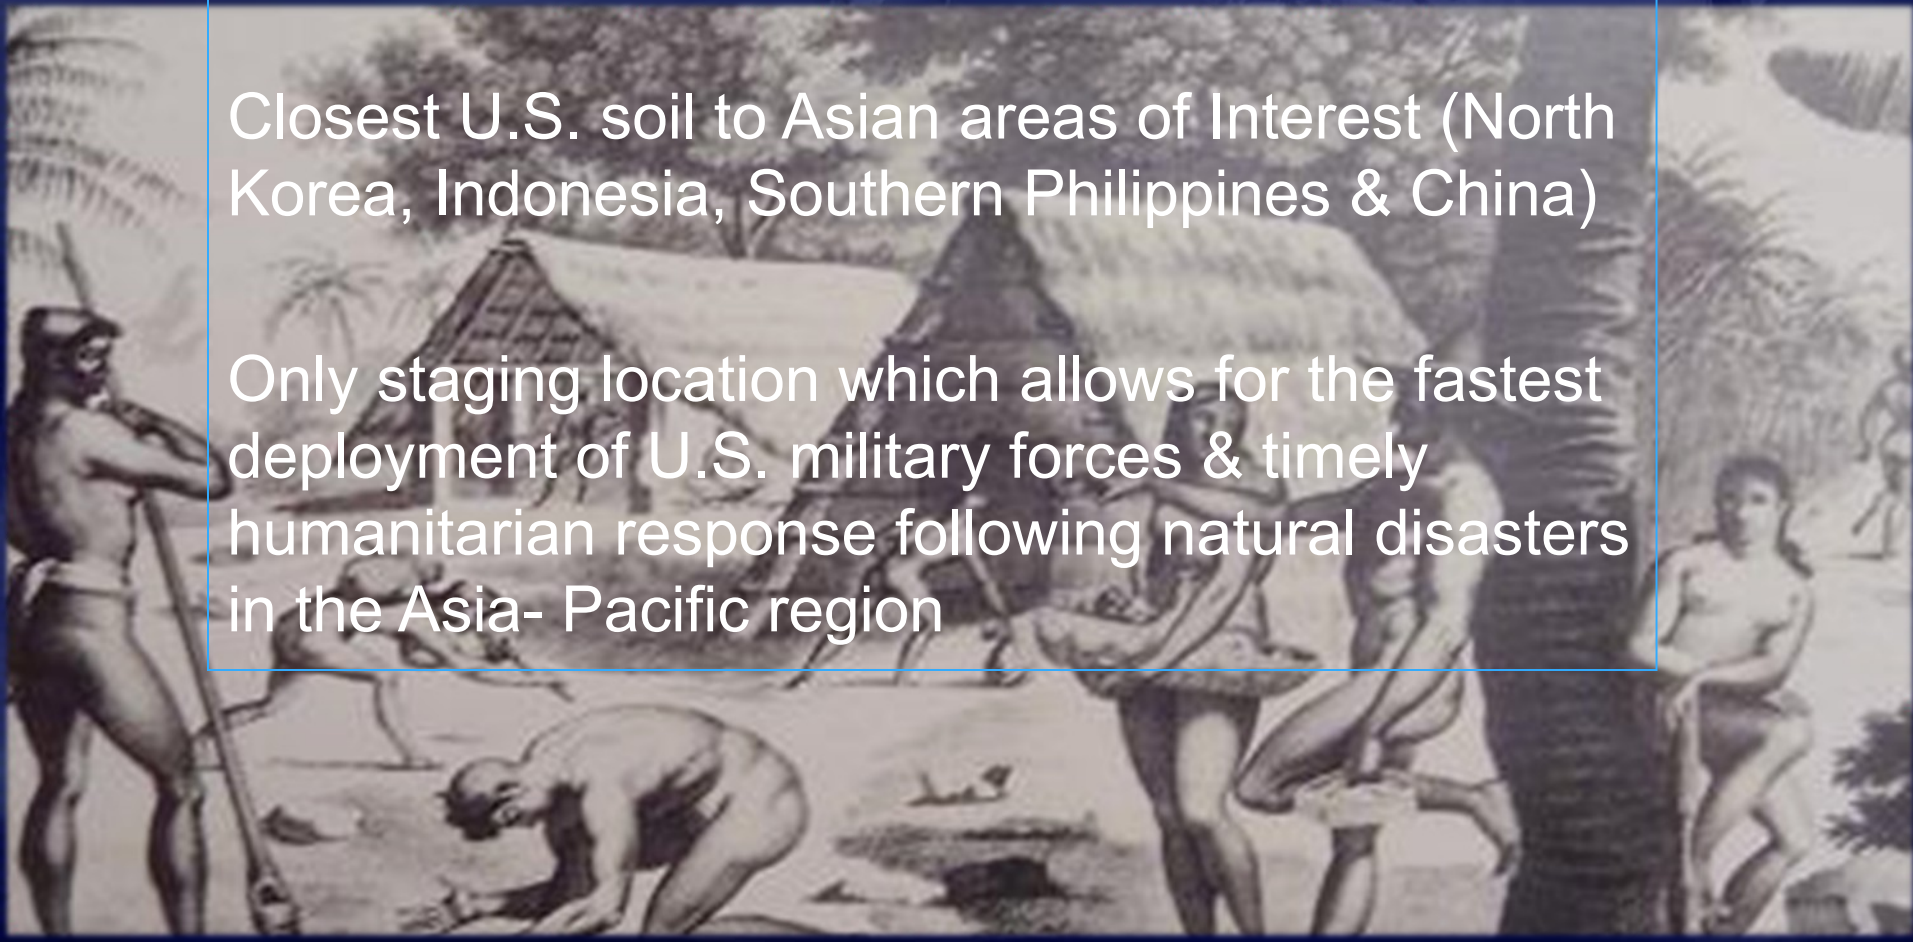 Closest U.S. soil to Asian areas of Interest (North
Korea, Indonesia, Southern Philippines & China)
Only staging location which allows for the fastest
deployment of U.S. military forces & timely
humanitarian response following natural disasters
in the Asia- Pacific region